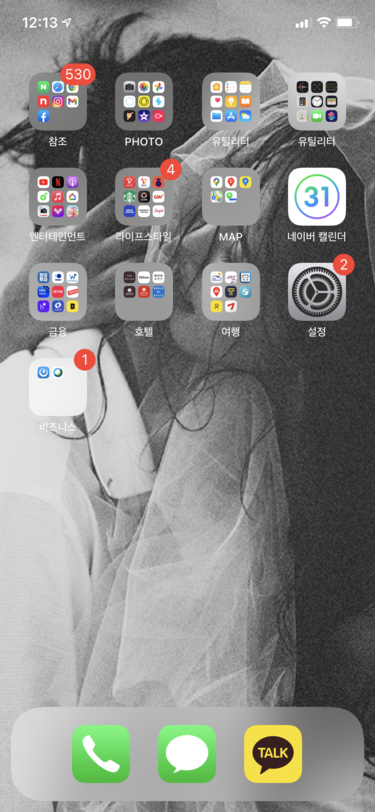 12:13
530
참조
PHOTO
유틸리티
유틸리티
4
엔터테인먼트
라이프스타일
MAP
31
네이버 캘린더
2
금융
호텔
여행
설정
1
비즈니스
TALK